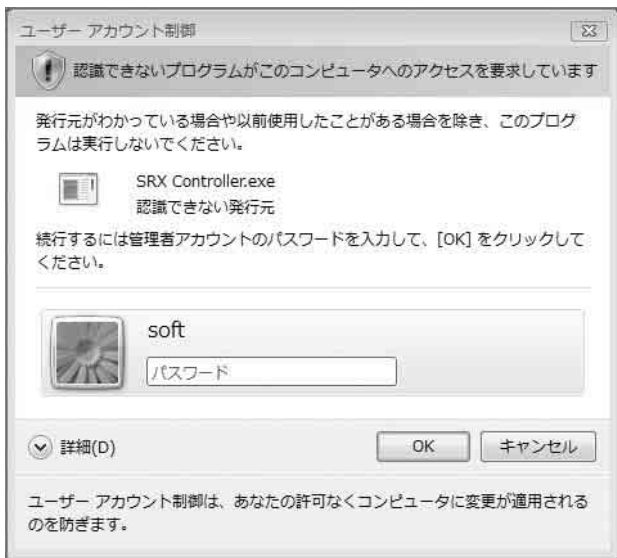 ユーザー アカウント制御
認識できないプログラムがこのコンピュータへのアクセスを要求しています
発行元がわかっている場合や以前使用したことがある場合を除き、このプログ
ラムは実行しないでください。
SRX Controller.exe
認識できない発行元
続行するには管理者アカウントのパスワードを入力して、[OK] をクリックして
ください。
soft
パスワード
詳細(D)
OK
キャンセル
ユーザー アカウント制御は、あなたの許可なくコンピュータに変更が適用される
のを防ぎます。